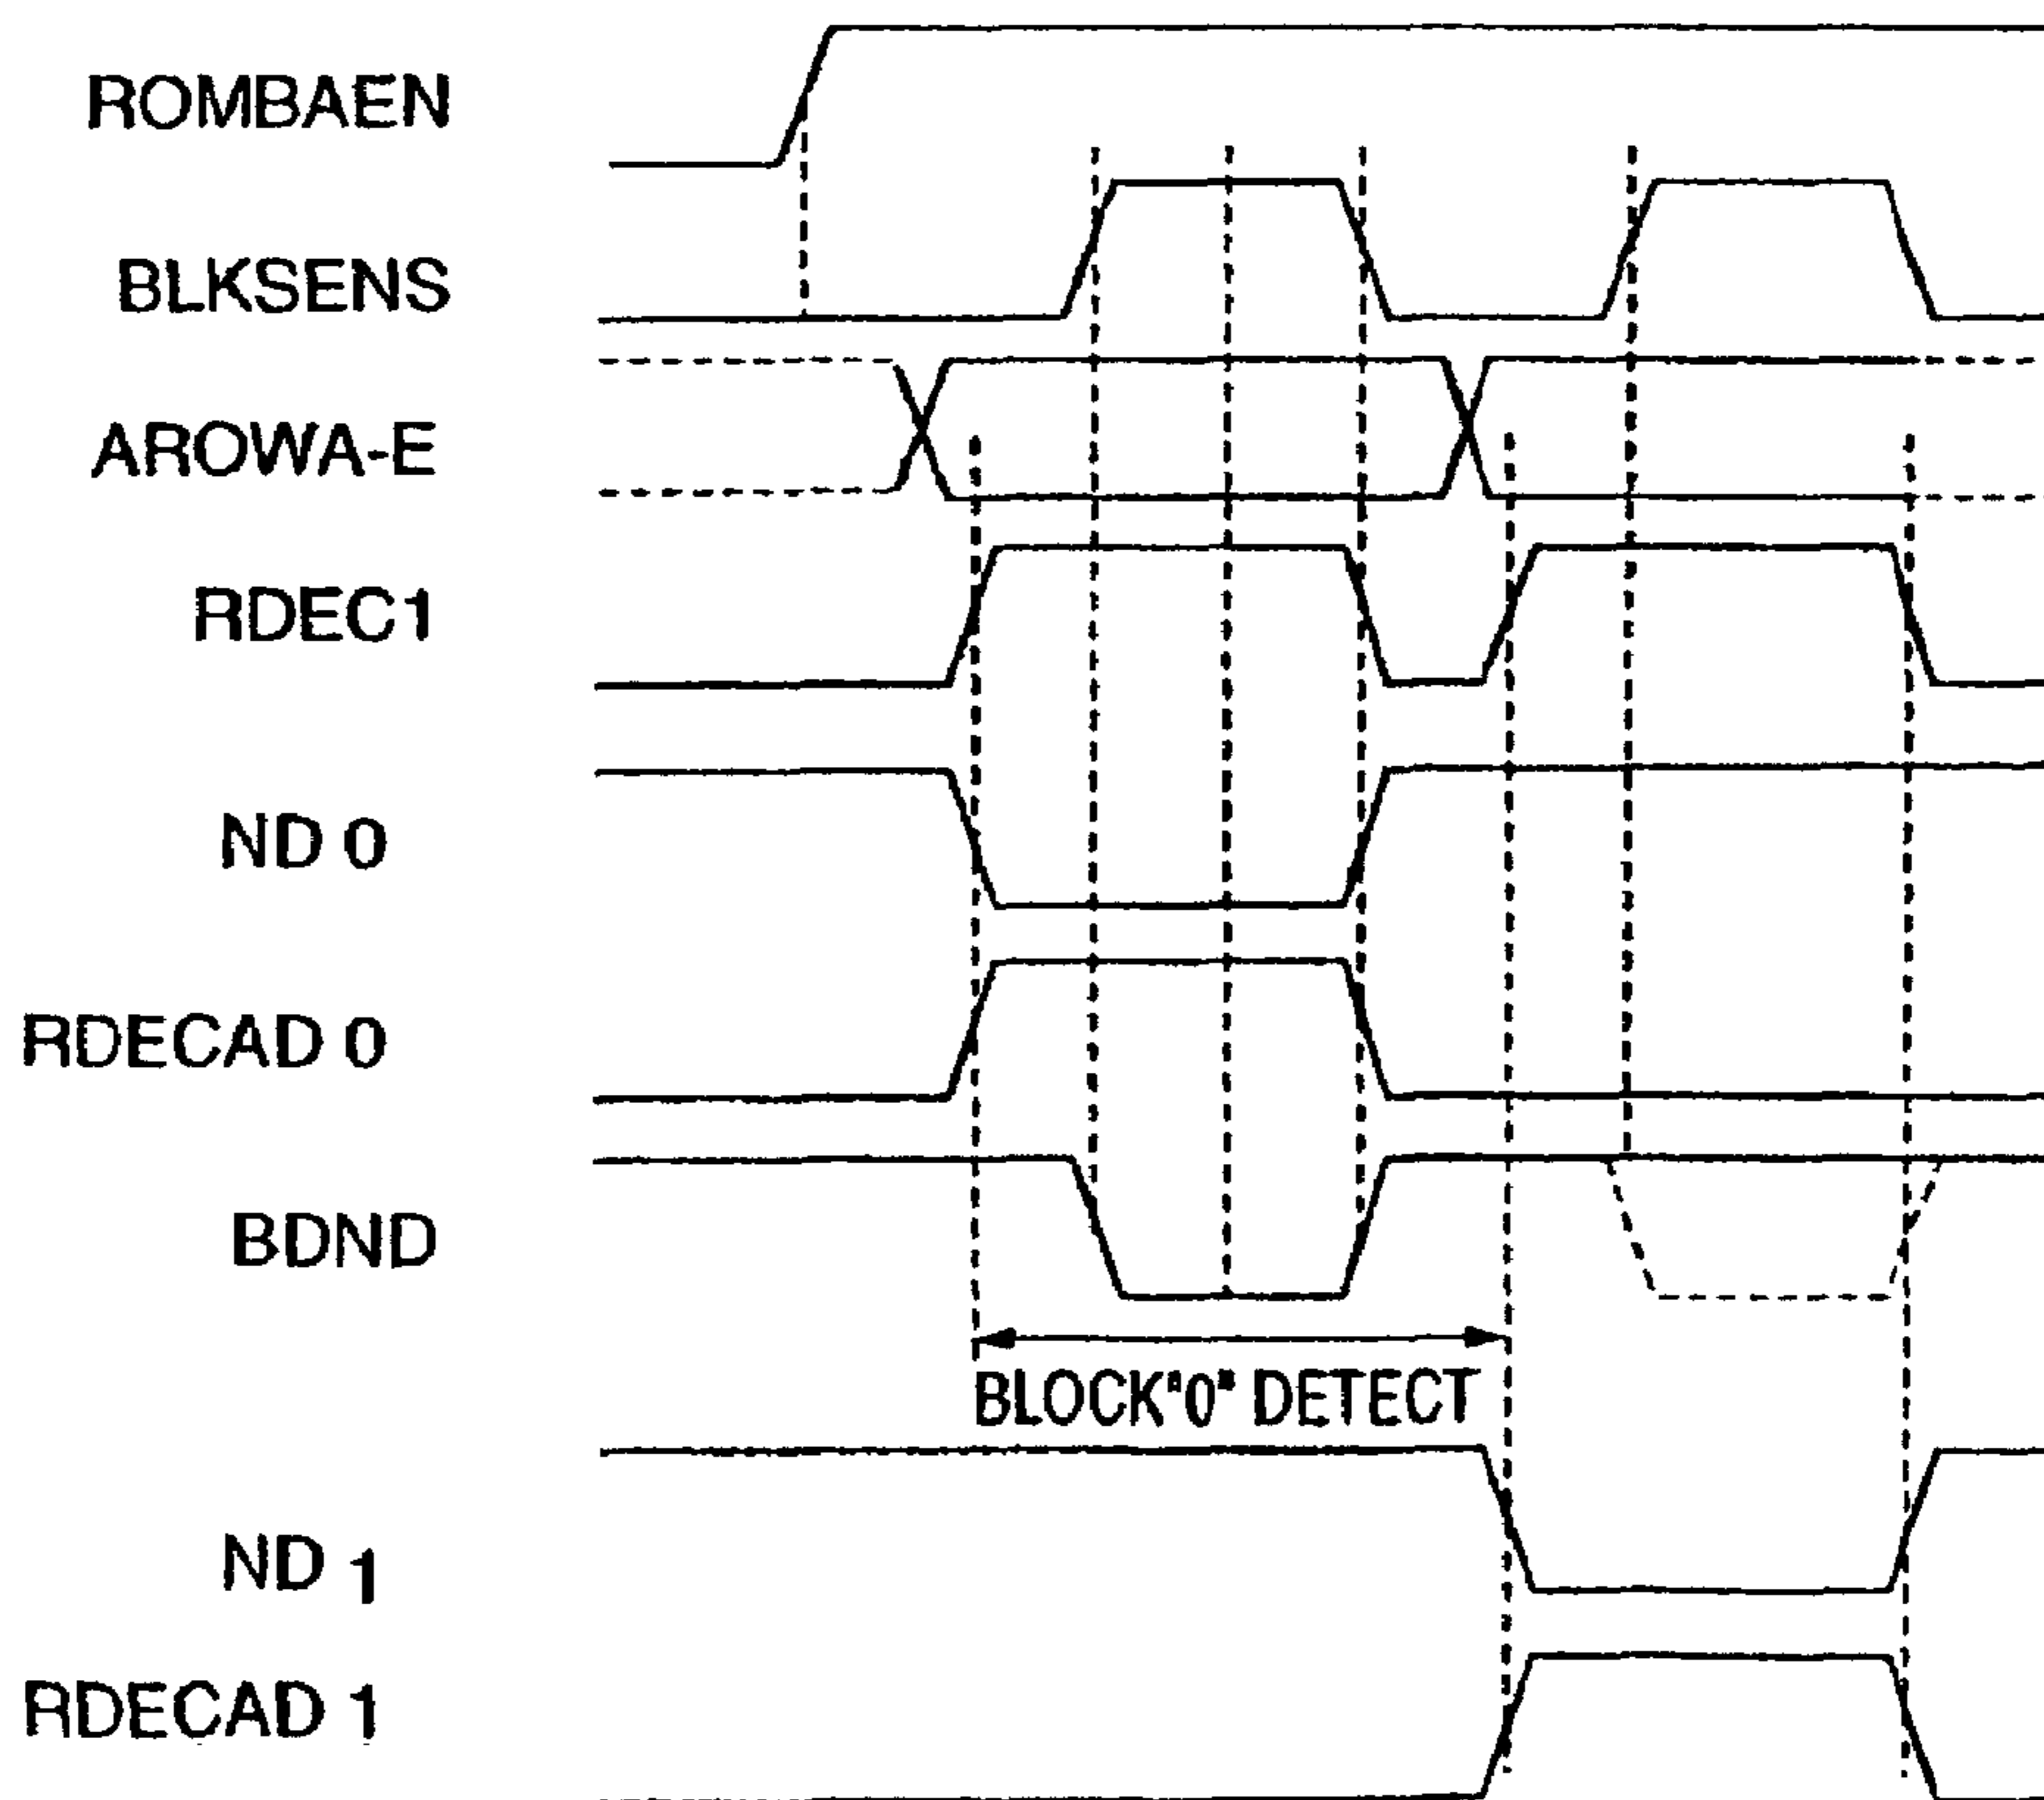 ROMBAEN
BLKSENS
AROWA-E
RDEC1
ND 0
RDECAD 0
BDND
BLOCK"0" DETECT
ND 1
RDECAD 1